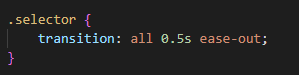 .selector {
    transition: all 0.5s ease-out;
}